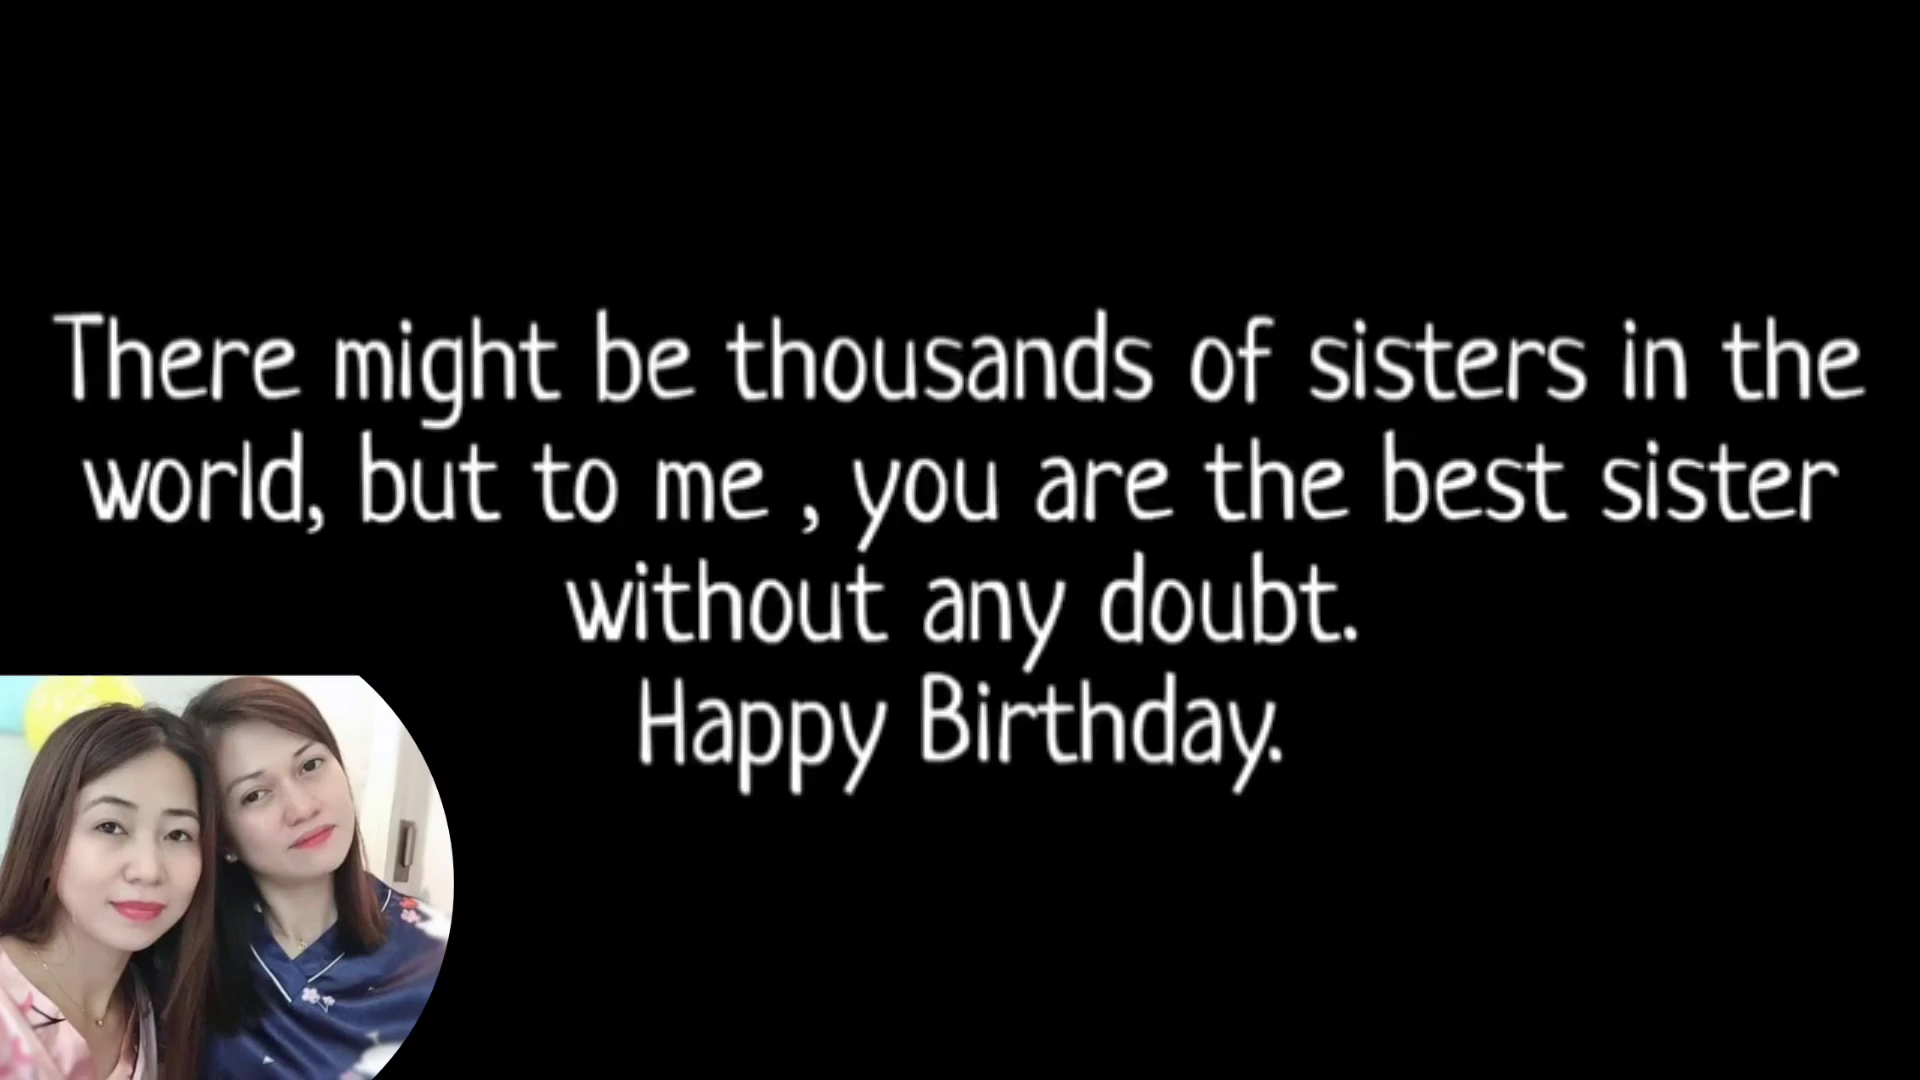 There might be thousands of sisters in the
world, but to me , you are the best sister
without any doubt.
Happy Birthday.